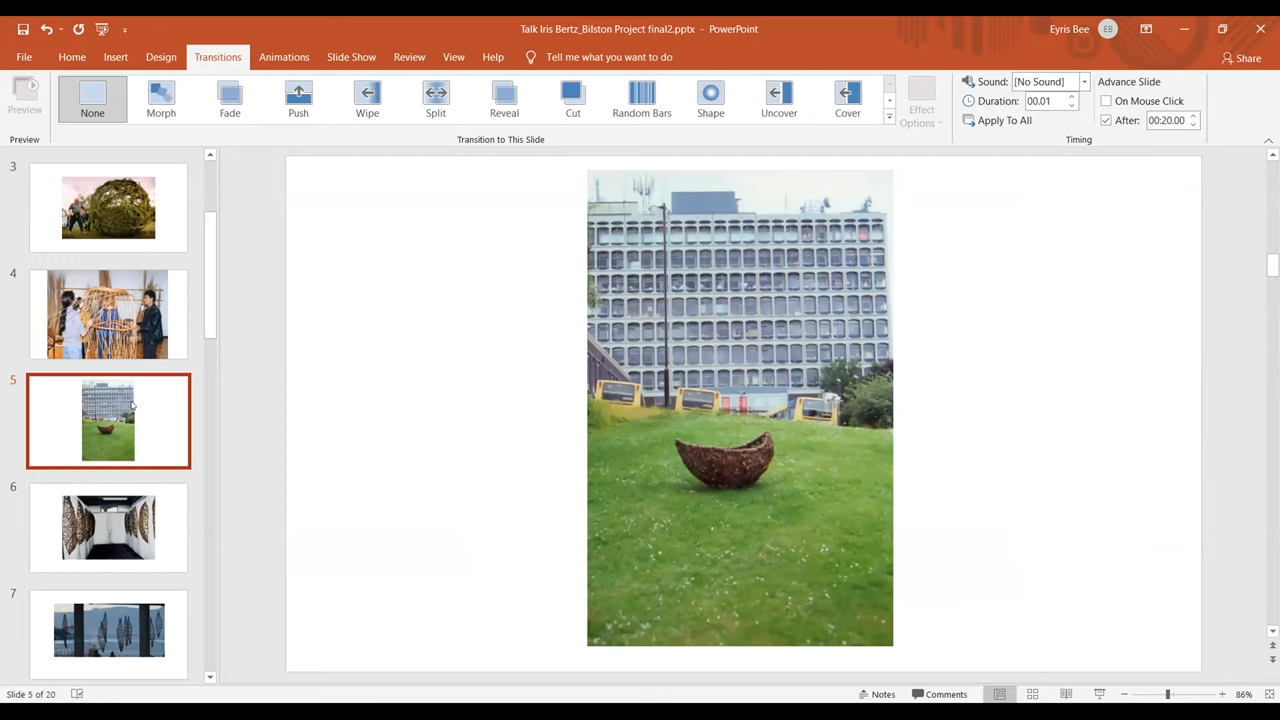 Talk Iris Bertz_Bilston Project final2.pptx - PowerPoint
Eyris Bee
EB
File Home Insert Design Transitions Animations Slide Show Review View Help Tell me what you want to do
Share
Preview
None Morph Fade Push Wipe Split Reveal Cut Random Bars Shape Uncover Cover
Effect
Options
Sound: [No Sound]
Duration: 00.01
Apply To All
Advance Slide
On Mouse Click
After: 00:20.00
Preview
Transition to This Slide
Timing
3
4
5
6
7
Slide 5 of 20
Notes
Comments
86%